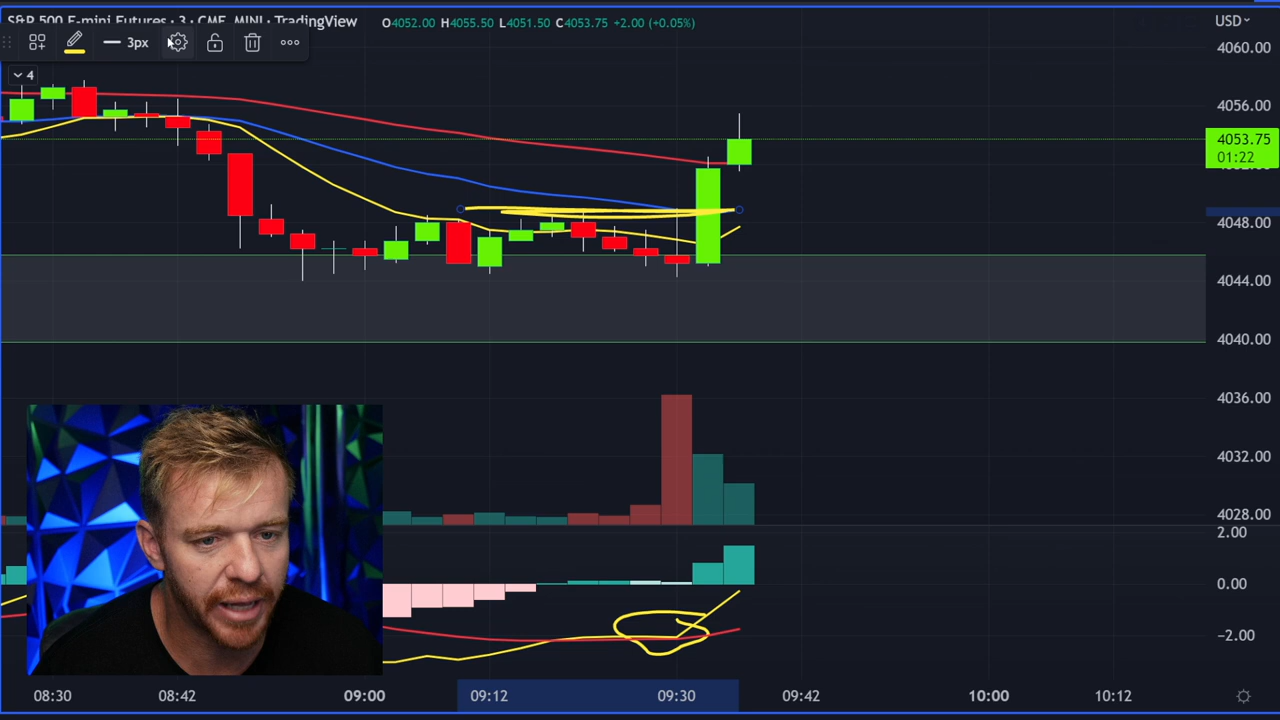 S&P 500 E-mini Futures · 3 · CME_MINI · TradingView
O4052.00 H4055.50 L4051.50 C4053.75 +2.00 (+0.05%)
USD
3px
4
4060.00
4056.00
4053.75
01:22
4048.00
4044.00
4040.00
4036.00
4032.00
4028.00
2.00
0.00
−2.00
08:30 08:42 09:00 09:12 09:30 09:42 10:00 10:12